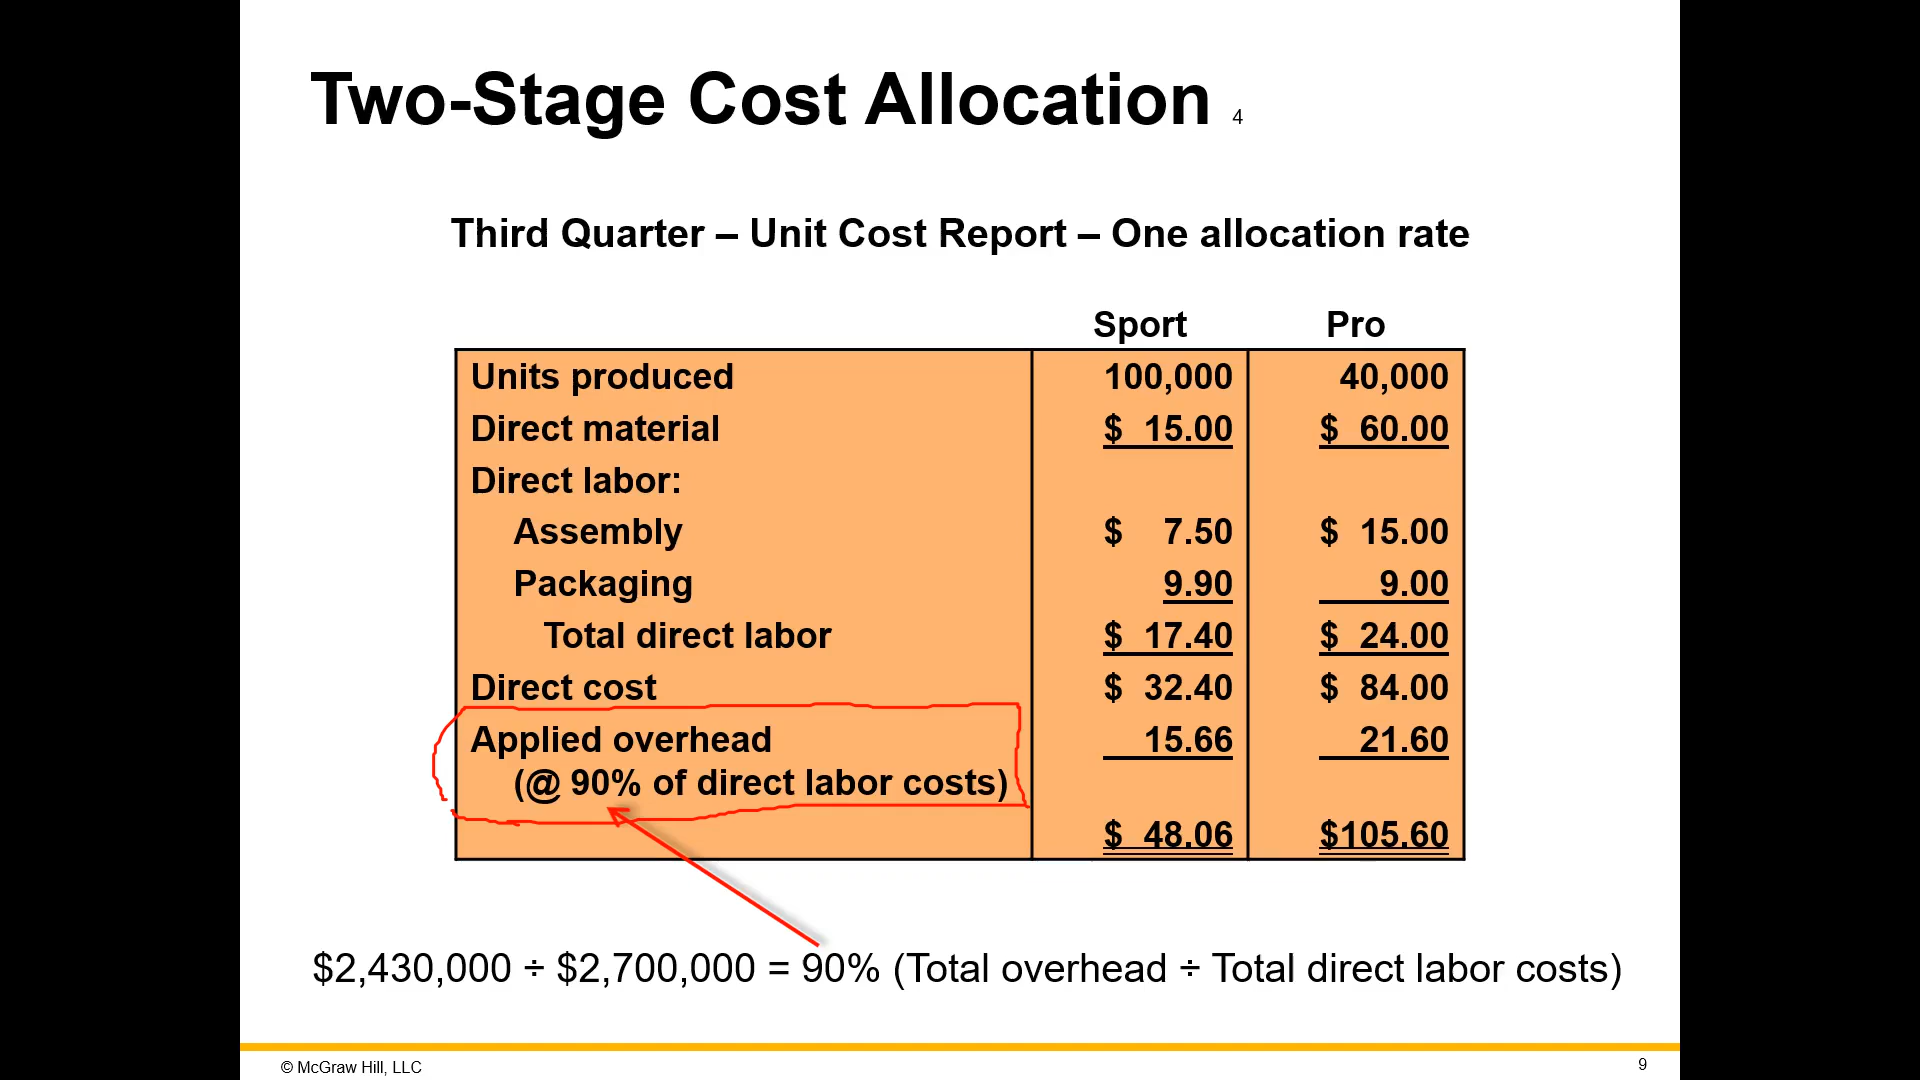 Two-Stage Cost Allocation 4
Third Quarter – Unit Cost Report – One allocation rate
Sport Pro
Units produced 100,000 40,000
Direct material $ 15.00 $ 60.00
Direct labor:
Assembly $ 7.50 $ 15.00
Packaging 9.90 9.00
Total direct labor $ 17.40 $ 24.00
Direct cost $ 32.40 $ 84.00
Applied overhead 15.66 21.60
(@ 90% of direct labor costs)
$ 48.06 $105.60
$2,430,000 ÷ $2,700,000 = 90% (Total overhead ÷ Total direct labor costs)
© McGraw Hill, LLC 9